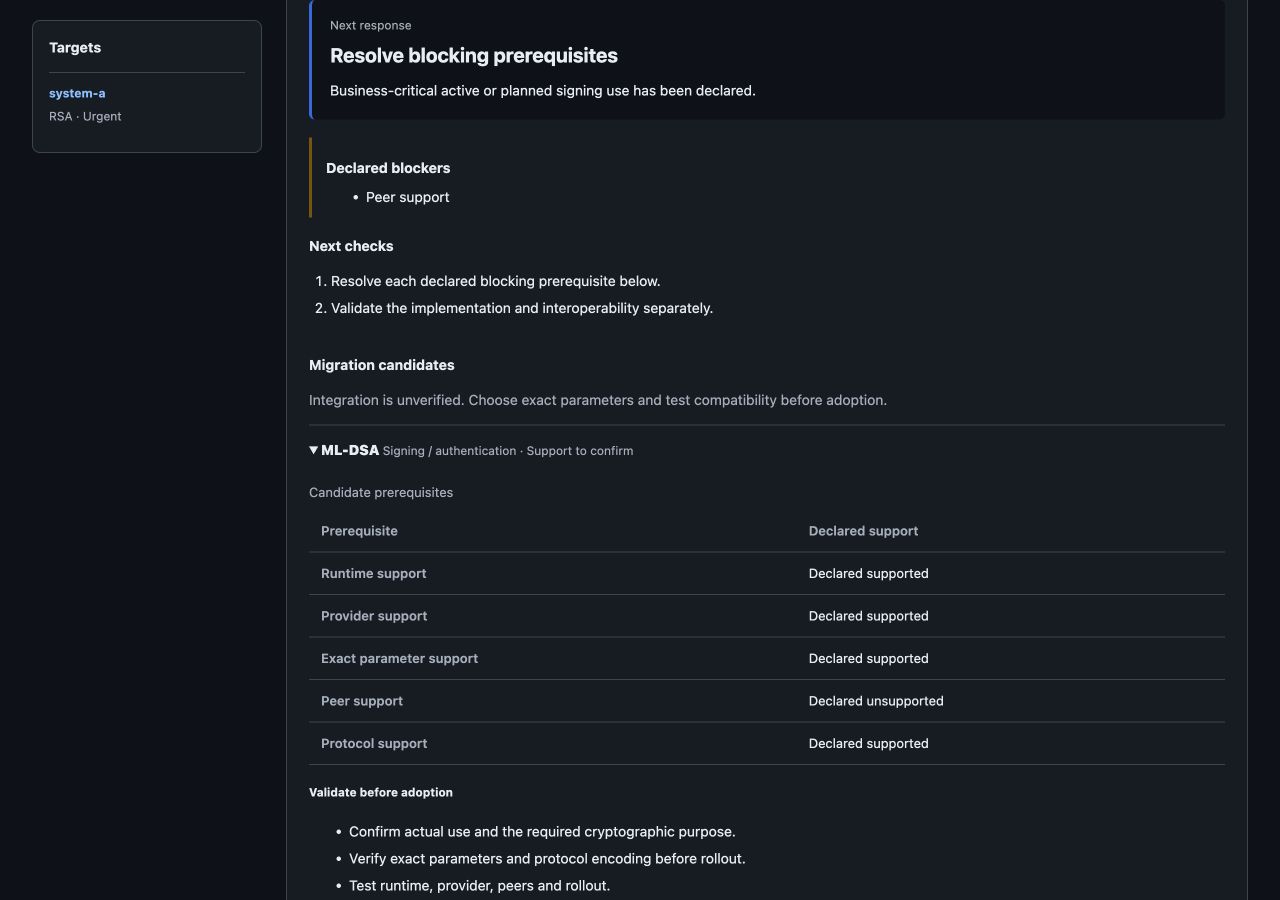 Targets
system-a
RSA · Urgent
Next response
Resolve blocking prerequisites
Business-critical active or planned signing use has been declared.
Declared blockers
• Peer support
Next checks
1. Resolve each declared blocking prerequisite below.
2. Validate the implementation and interoperability separately.
Migration candidates
Integration is unverified. Choose exact parameters and test compatibility before adoption.
▼ ML-DSA Signing / authentication · Support to confirm
Candidate prerequisites
Prerequisite Declared support
Runtime support Declared supported
Provider support Declared supported
Exact parameter support Declared supported
Peer support Declared unsupported
Protocol support Declared supported
Validate before adoption
• Confirm actual use and the required cryptographic purpose.
• Verify exact parameters and protocol encoding before rollout.
• Test runtime, provider, peers and rollout.